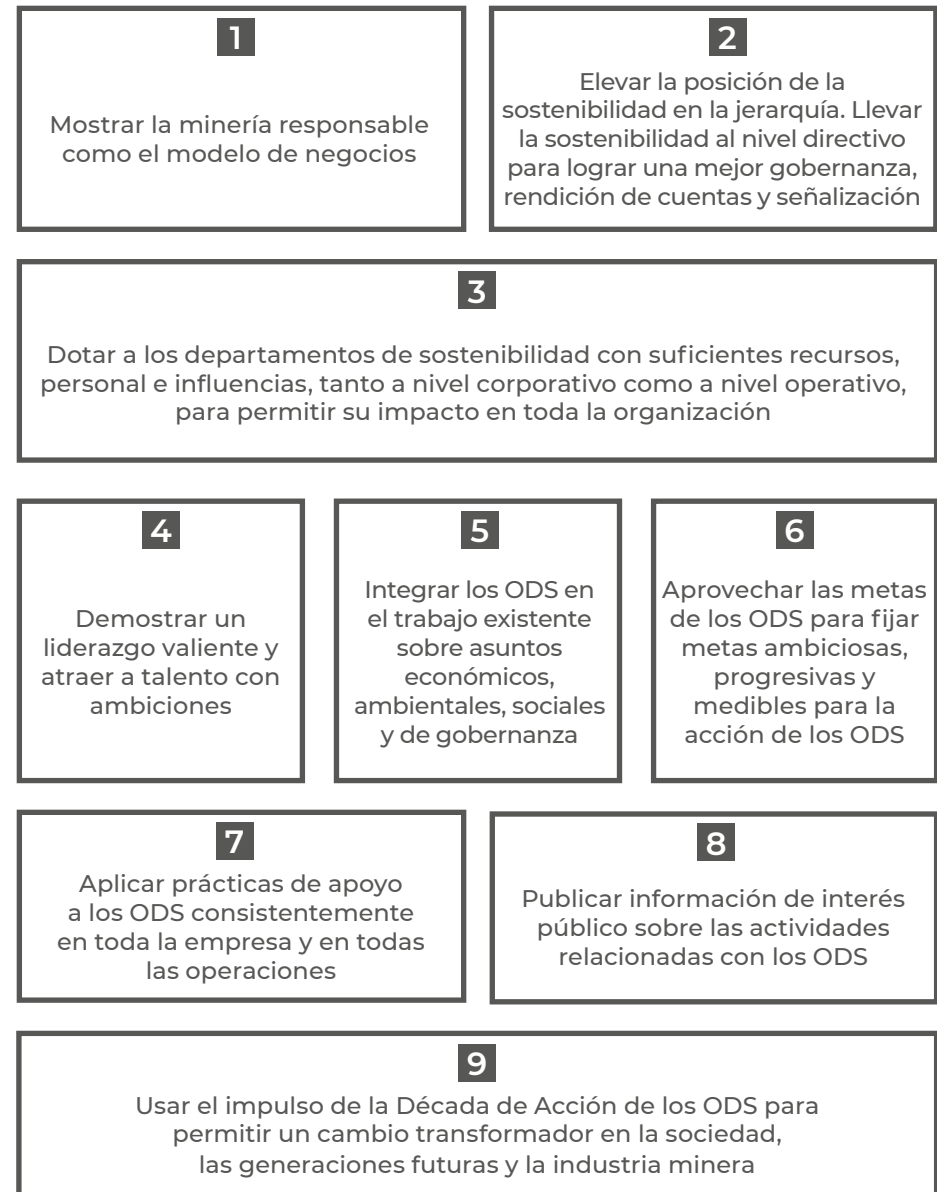 1
Mostrar la minería responsable
como el modelo de negocios
2
Elevar la posición de la
sostenibilidad en la jerarquía. Llevar
la sostenibilidad al nivel directivo
para lograr una mejor gobernanza,
rendición de cuentas y señalización
3
Dotar a los departamentos de sostenibilidad con suficientes recursos,
personal e influencias, tanto a nivel corporativo como a nivel operativo,
para permitir su impacto en toda la organización
4
Demostrar un
liderazgo valiente y
atraer a talento con
ambiciones
5
Integrar los ODS en
el trabajo existente
sobre asuntos
económicos,
ambientales, sociales
y de gobernanza
6
Aprovechar las metas
de los ODS para fijar
metas ambiciosas,
progresivas y
medibles para la
acción de los ODS
7
Aplicar prácticas de apoyo
a los ODS consistentemente
en toda la empresa y en todas
las operaciones
8
Publicar información de interés
público sobre las actividades
relacionadas con los ODS
9
Usar el impulso de la Década de Acción de los ODS para
permitir un cambio transformador en la sociedad,
las generaciones futuras y la industria minera